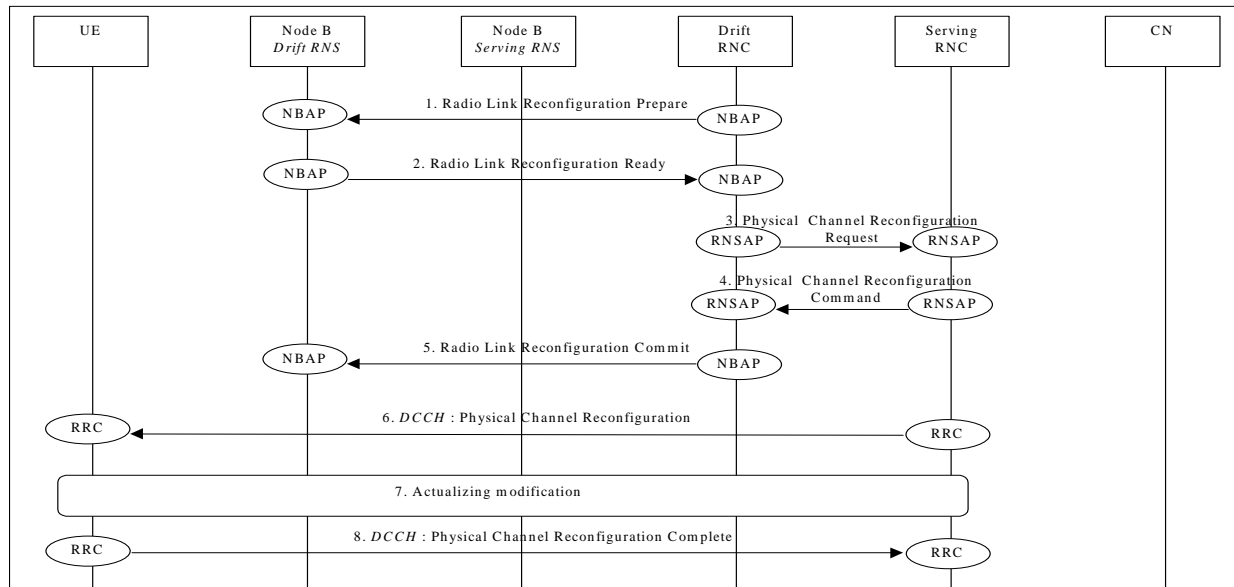 UE
Node B
Drift RNS
Node B
Serving RNS
Drift
RNC
Serving
RNC
CN
NBAP
1. Radio Link Reconfiguration Prepare
NBAP
NBAP
2. Radio Link Reconfiguration Ready
NBAP
RNSAP
3. Physical Channel Reconfiguration
Request
RNSAP
RNSAP
4. Physical Channel Reconfiguration
Command
RNSAP
NBAP
5. Radio Link Reconfiguration Commit
NBAP
RRC
6. DCCH : Physical Channel Reconfiguration
RRC
7. Actualizing modification
RRC
8. DCCH : Physical Channel Reconfiguration Complete
RRC